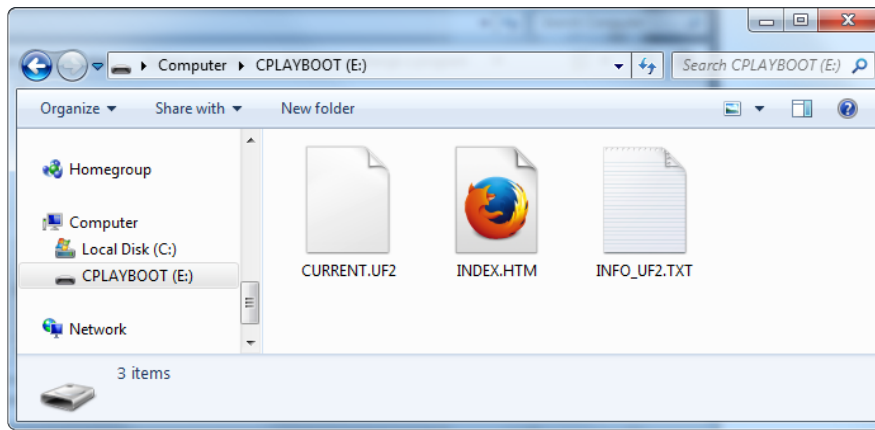 Computer CPLAYBOOT (E:) Search CPLAYBOOT (E:)
Organize Share with New folder
Homegroup
Computer
Local Disk (C:)
CPLAYBOOT (E:)
Network
CURRENT.UF2 INDEX.HTM INFO_UF2.TXT
3 items